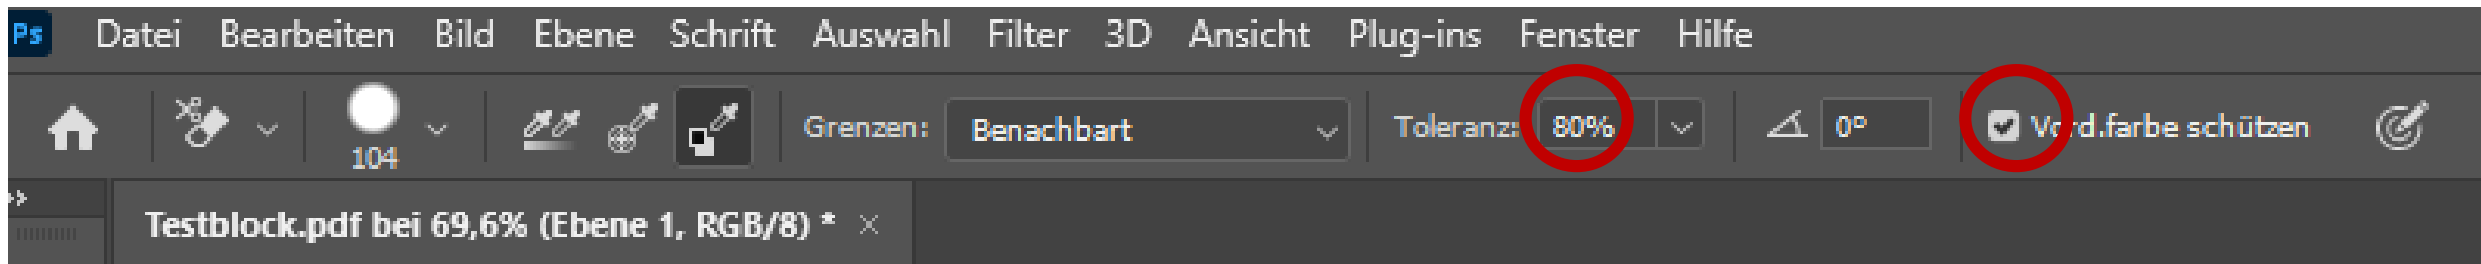 Ps Datei Bearbeiten Bild Ebene Schrift Auswahl Filter 3D Ansicht Plug-ins Fenster Hilfe
104 Grenzen: Benachbart Toleranz: 80% 0° Vord.farbe schützen
Testblock.pdf bei 69,6% (Ebene 1, RGB/8) * ×